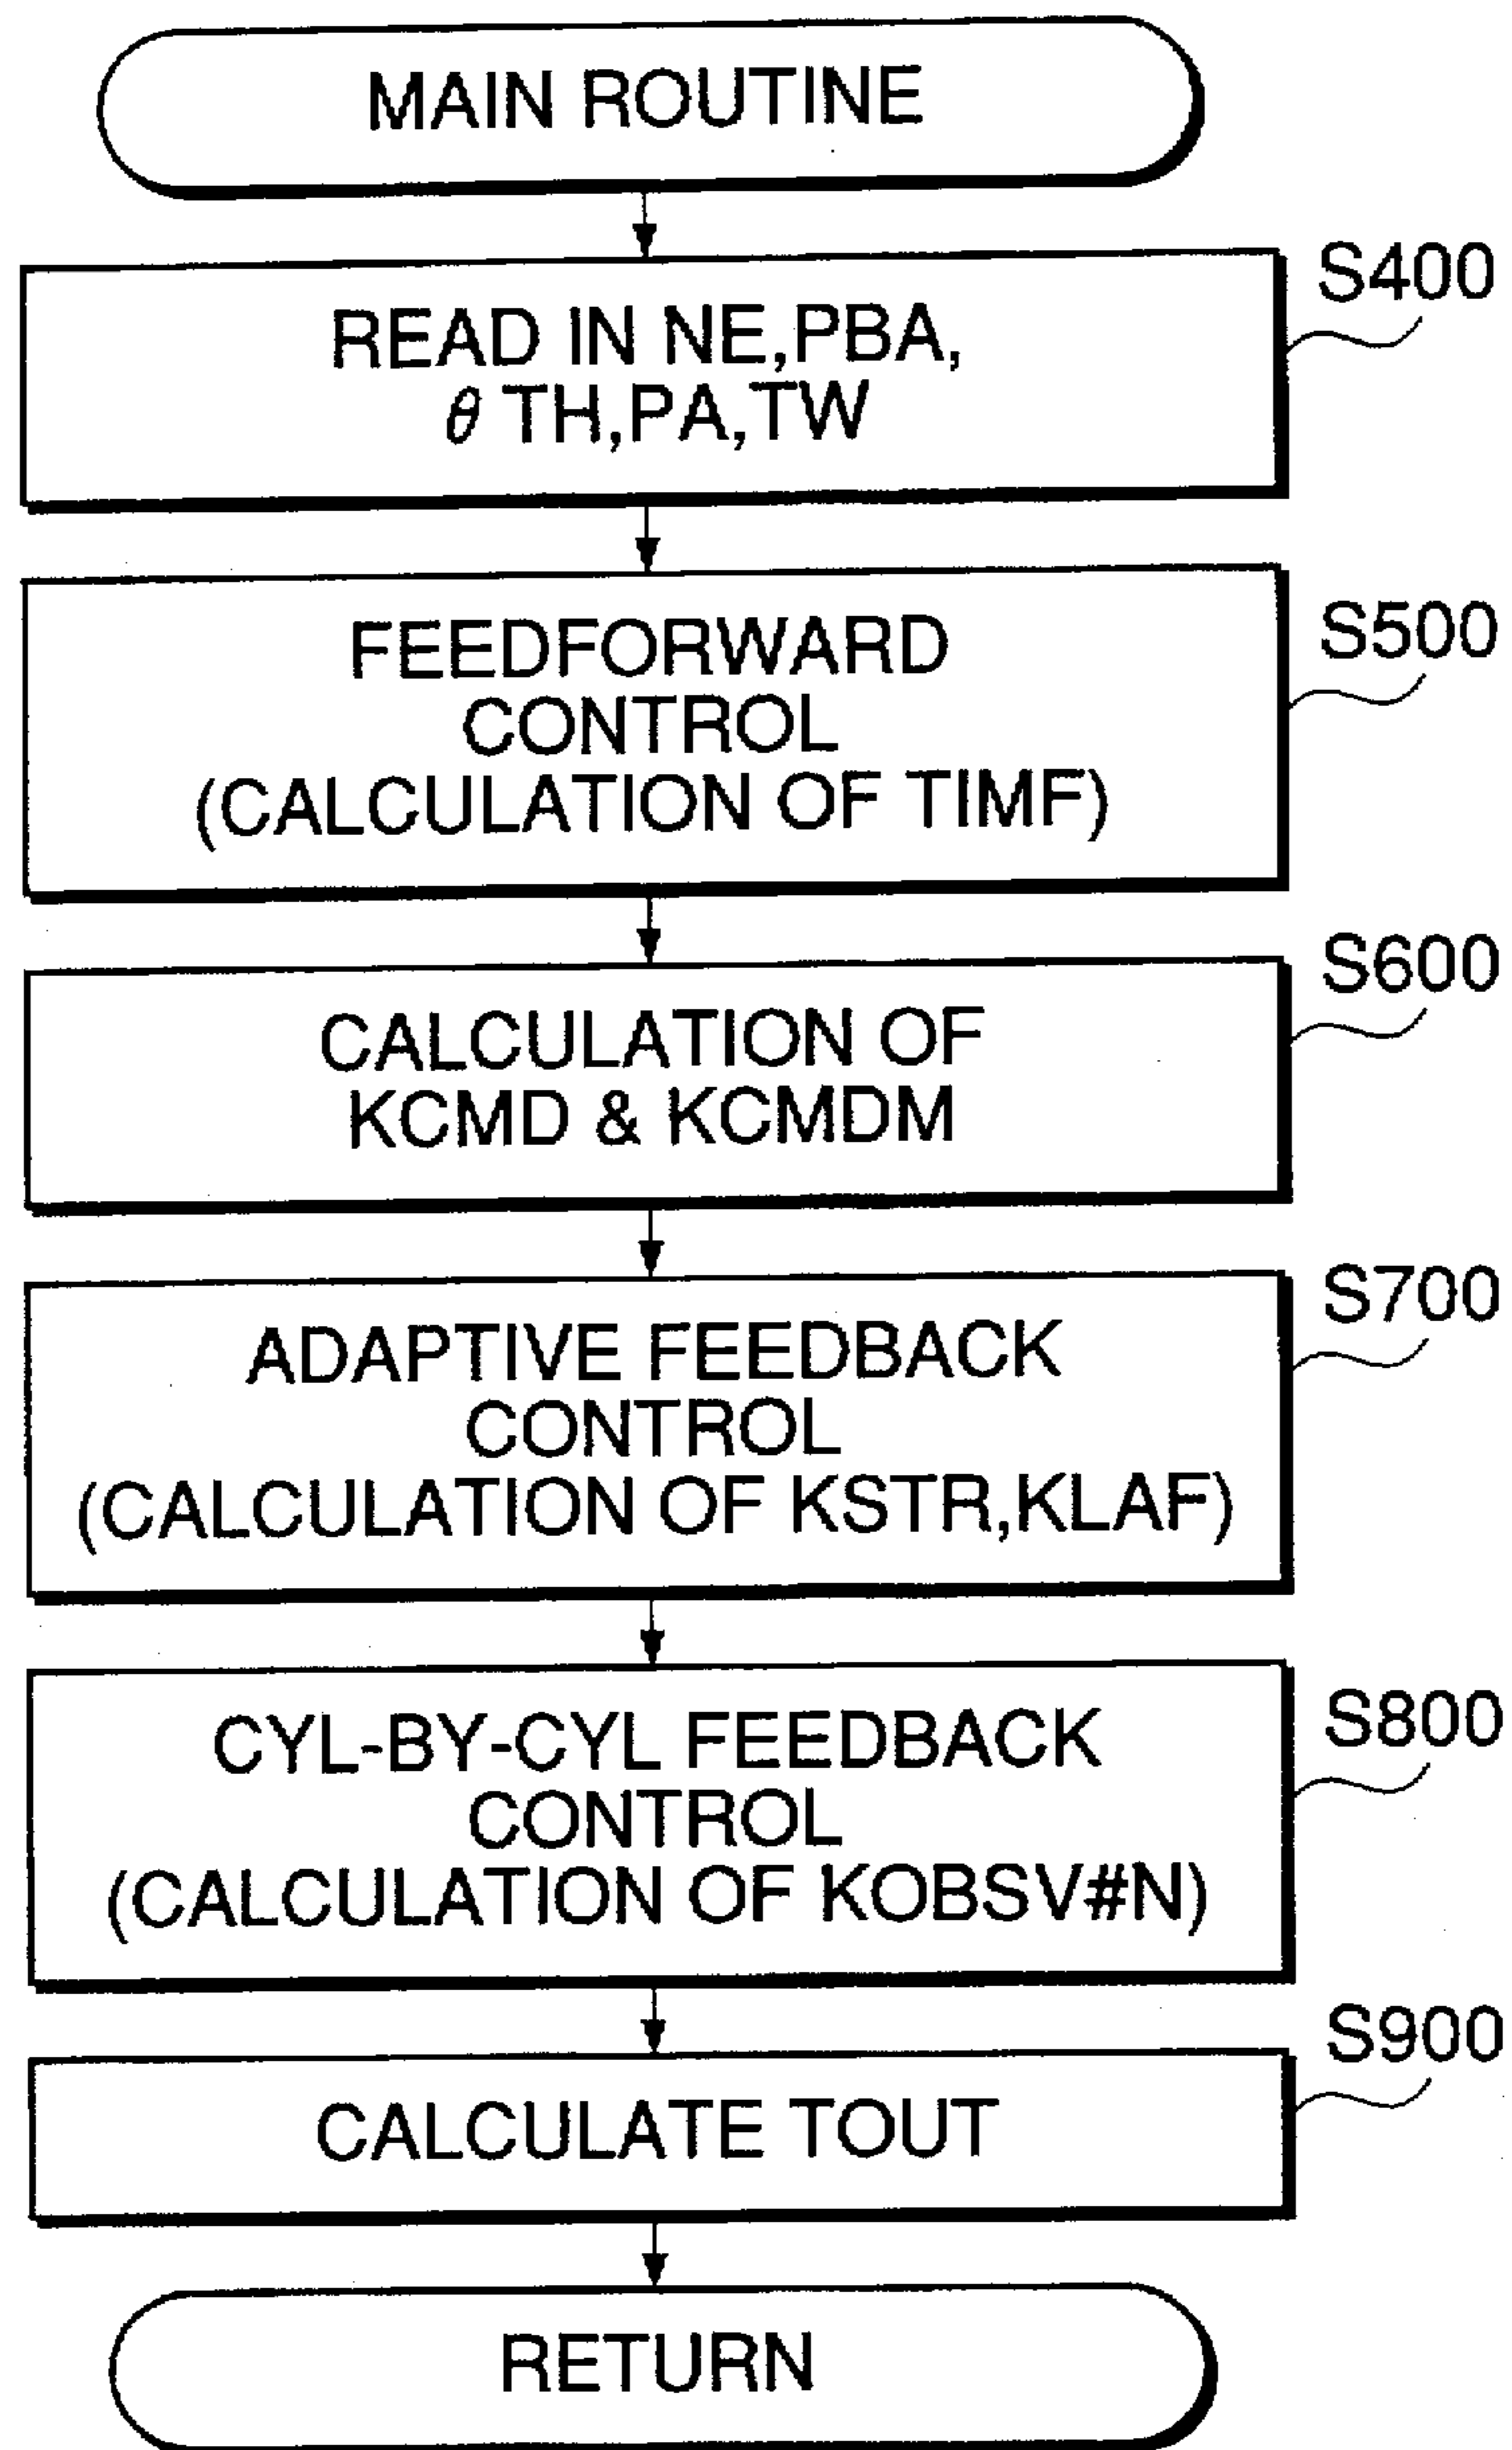 MAIN ROUTINE
S400
READ IN NE,PBA,
θ TH,PA,TW
S500
FEEDFORWARD
CONTROL
(CALCULATION OF TIMF)
S600
CALCULATION OF
KCMD & KCMDM
S700
ADAPTIVE FEEDBACK
CONTROL
(CALCULATION OF KSTR,KLAF)
S800
CYL-BY-CYL FEEDBACK
CONTROL
(CALCULATION OF KOBSV#N)
S900
CALCULATE TOUT
RETURN